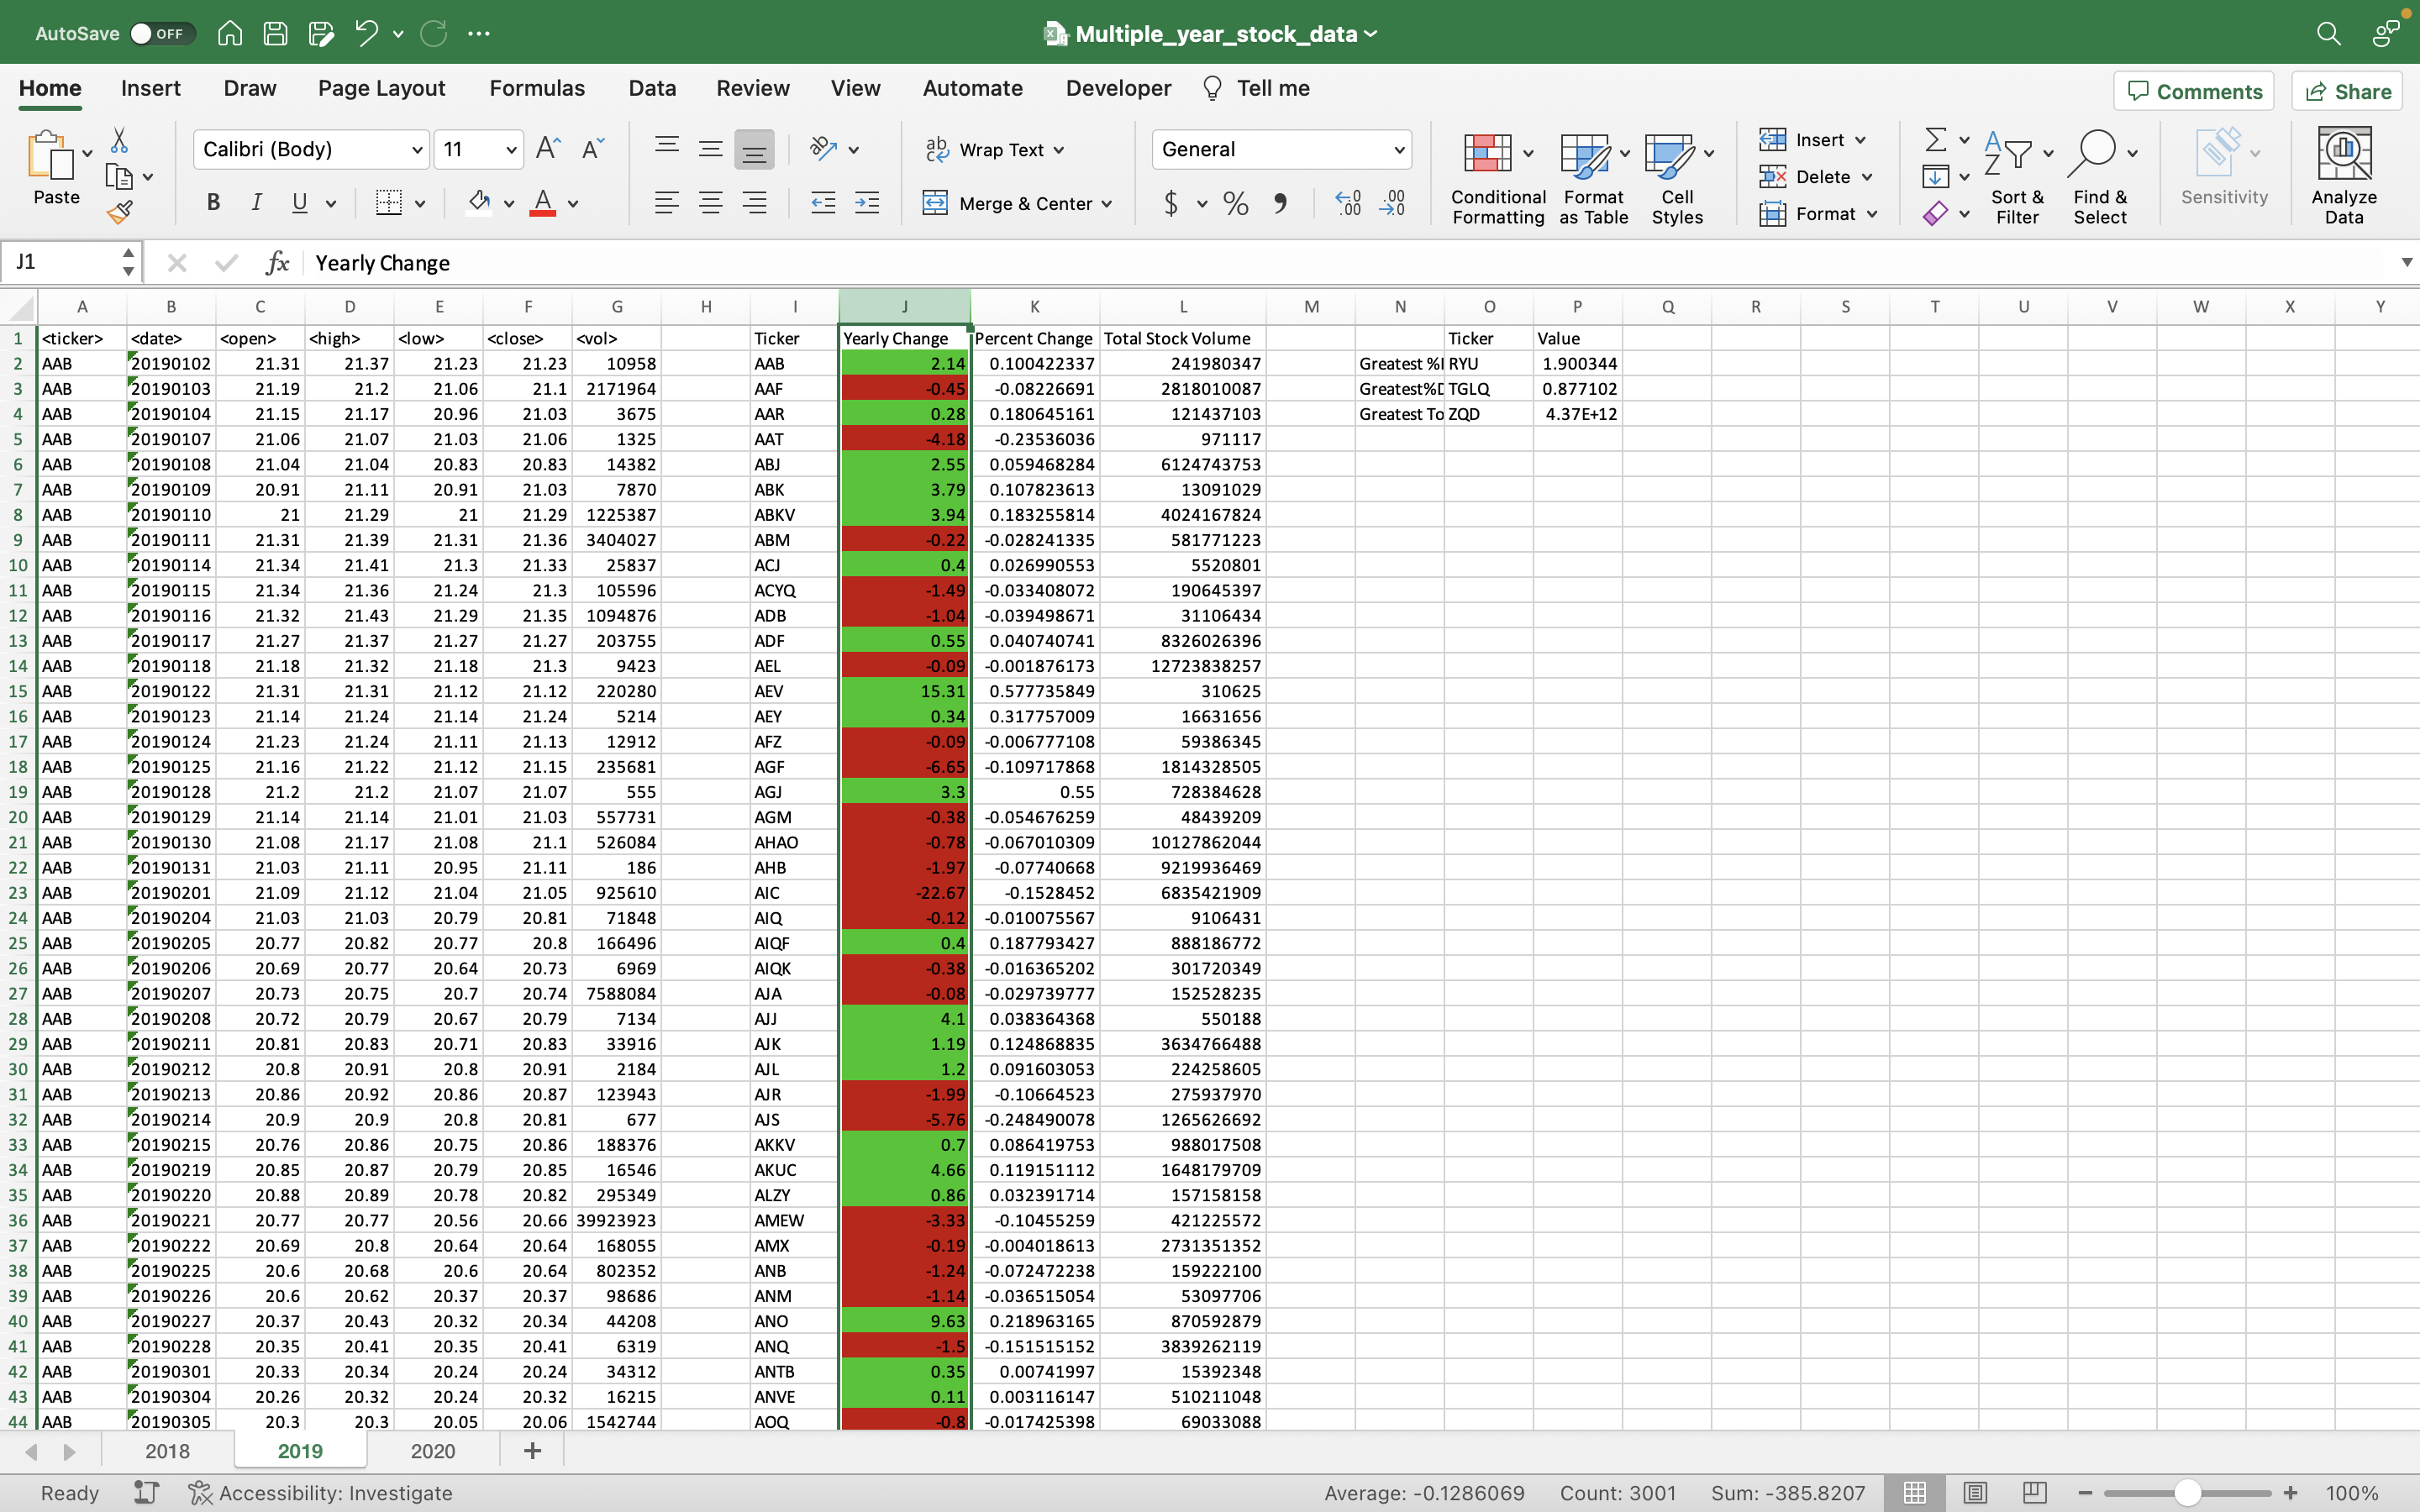 AutoSave OFF Multiple_year_stock_data
Home Insert Draw Page Layout Formulas Data Review View Automate Developer Tell me Comments Share
Paste Calibri (Body) 11 Wrap Text General Insert
Delete
B I U Merge & Center $ % Conditional Formatting Format as Table Cell Styles Format Sort & Filter Find & Select Sensitivity Analyze Data
J1 fx Yearly Change
A B C D E F G H I J K L M N O P Q R S T U V W X Y
1 <ticker> <date> <open> <high> <low> <close> <vol> Ticker Yearly Change Percent Change Total Stock Volume Ticker Value
2 AAB 20190102 21.31 21.37 21.23 21.23 10958 AAB 2.14 0.100422337 241980347 Greatest %I RYU 1.900344
3 AAB 20190103 21.19 21.2 21.06 21.1 2171964 AAF -0.45 -0.08226691 2818010087 Greatest%D TGLQ 0.877102
4 AAB 20190104 21.15 21.17 20.96 21.03 3675 AAR 0.28 0.180645161 121437103 Greatest To ZQD 4.37E+12
5 AAB 20190107 21.06 21.07 21.03 21.06 1325 AAT -4.18 -0.23536036 971117
6 AAB 20190108 21.04 21.04 20.83 20.83 14382 ABJ 2.55 0.059468284 6124743753
7 AAB 20190109 20.91 21.11 20.91 21.03 7870 ABK 3.79 0.107823613 13091029
8 AAB 20190110 21 21.29 21 21.29 1225387 ABKV 3.94 0.183255814 4024167824
9 AAB 20190111 21.31 21.39 21.31 21.36 3404027 ABM -0.22 -0.028241335 581771223
10 AAB 20190114 21.34 21.41 21.3 21.33 25837 ACJ 0.4 0.026990553 5520801
11 AAB 20190115 21.34 21.36 21.24 21.3 105596 ACYQ -1.49 -0.033408072 190645397
12 AAB 20190116 21.32 21.43 21.29 21.35 1094876 ADB -1.04 -0.039498671 31106434
13 AAB 20190117 21.27 21.37 21.27 21.27 203755 ADF 0.55 0.040740741 8326026396
14 AAB 20190118 21.18 21.32 21.18 21.3 9423 AEL -0.09 -0.001876173 12723838257
15 AAB 20190122 21.31 21.31 21.12 21.12 220280 AEV 15.31 0.577735849 310625
16 AAB 20190123 21.14 21.24 21.14 21.24 5214 AEY 0.34 0.317757009 16631656
17 AAB 20190124 21.23 21.24 21.11 21.13 12912 AFZ -0.09 -0.006777108 59386345
18 AAB 20190125 21.16 21.22 21.12 21.15 235681 AGF -6.65 -0.109717868 1814328505
19 AAB 20190128 21.2 21.2 21.07 21.07 555 AGJ 3.3 0.55 728384628
20 AAB 20190129 21.14 21.14 21.01 21.03 557731 AGM -0.38 -0.054676259 48439209
21 AAB 20190130 21.08 21.17 21.08 21.1 526084 AHAO -0.78 -0.067010309 10127862044
22 AAB 20190131 21.03 21.11 20.95 21.11 186 AHB -1.97 -0.07740668 9219936469
23 AAB 20190201 21.09 21.12 21.04 21.05 925610 AIC -22.67 -0.1528452 6835421909
24 AAB 20190204 21.03 21.03 20.79 20.81 71848 AIQ -0.12 -0.010075567 9106431
25 AAB 20190205 20.77 20.82 20.77 20.8 166496 AIQF 0.4 0.187793427 888186772
26 AAB 20190206 20.69 20.77 20.64 20.73 6969 AIQK -0.38 -0.016365202 301720349
27 AAB 20190207 20.73 20.75 20.7 20.74 7588084 AJA -0.08 -0.029739777 152528235
28 AAB 20190208 20.72 20.79 20.67 20.79 7134 AJJ 4.1 0.038364368 550188
29 AAB 20190211 20.81 20.83 20.71 20.83 33916 AJK 1.19 0.124868835 3634766488
30 AAB 20190212 20.8 20.91 20.8 20.91 2184 AJL 1.2 0.091603053 224258605
31 AAB 20190213 20.86 20.92 20.86 20.87 123943 AJR -1.99 -0.10664523 275937970
32 AAB 20190214 20.9 20.9 20.8 20.81 677 AJS -5.76 -0.248490078 1265626692
33 AAB 20190215 20.76 20.86 20.75 20.86 188376 AKKV 0.7 0.086419753 988017508
34 AAB 20190219 20.85 20.87 20.79 20.85 16546 AKUC 4.66 0.119151112 1648179709
35 AAB 20190220 20.88 20.89 20.78 20.82 295349 ALZY 0.86 0.032391714 157158158
36 AAB 20190221 20.77 20.77 20.56 20.66 39923923 AMEW -3.33 -0.10455259 421225572
37 AAB 20190222 20.69 20.8 20.64 20.64 168055 AMX -0.19 -0.004018613 2731351352
38 AAB 20190225 20.6 20.68 20.6 20.64 802352 ANB -1.24 -0.072472238 159222100
39 AAB 20190226 20.6 20.62 20.37 20.37 98686 ANM -1.14 -0.036515054 53097706
40 AAB 20190227 20.37 20.43 20.32 20.34 44208 ANO 9.63 0.218963165 870592879
41 AAB 20190228 20.35 20.41 20.35 20.41 6319 ANQ -1.5 -0.151515152 3839262119
42 AAB 20190301 20.33 20.34 20.24 20.24 34312 ANTB 0.35 0.00741997 15392348
43 AAB 20190304 20.26 20.32 20.24 20.32 16215 ANVE 0.11 0.003116147 510211048
44 AAB 20190305 20.3 20.3 20.05 20.06 1542744 AOQ -0.8 -0.017425398 69033088
2018 2019 2020 +
Ready Accessibility: Investigate Average: -0.1286069 Count: 3001 Sum: -385.8207 100%